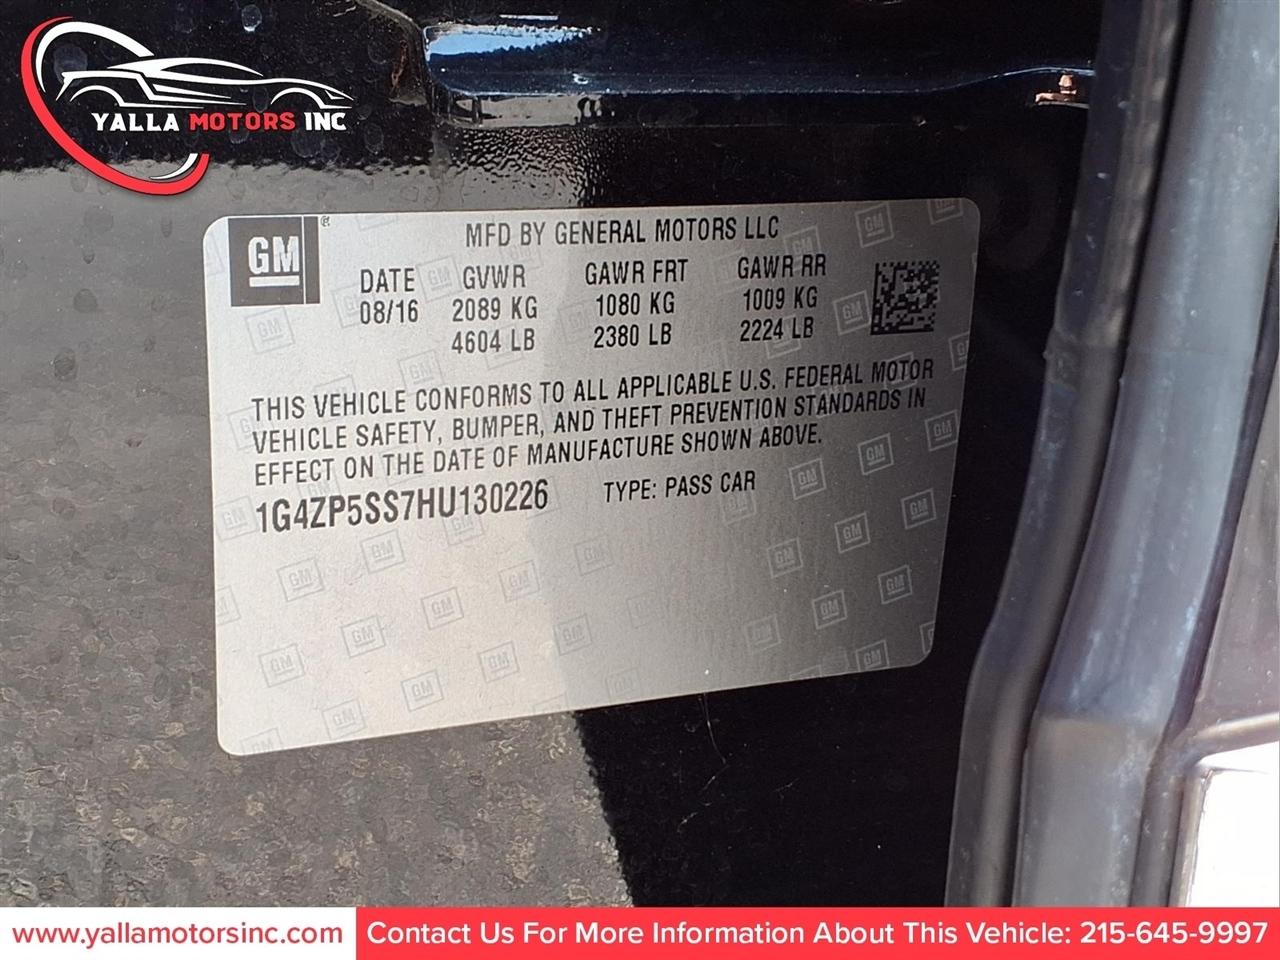 YALLA MOTORS INC
GM
MFD BY GENERAL MOTORS LLC
DATE GVWR GAWR FRT GAWR RR
08/16 2089 KG 1080 KG 1009 KG
4604 LB 2380 LB 2224 LB
THIS VEHICLE CONFORMS TO ALL APPLICABLE U.S. FEDERAL MOTOR
VEHICLE SAFETY, BUMPER, AND THEFT PREVENTION STANDARDS IN
EFFECT ON THE DATE OF MANUFACTURE SHOWN ABOVE.
1G4ZP5SS7HU130226 TYPE: PASS CAR
www.yallamotorsinc.com Contact Us For More Information About This Vehicle: 215-645-9997